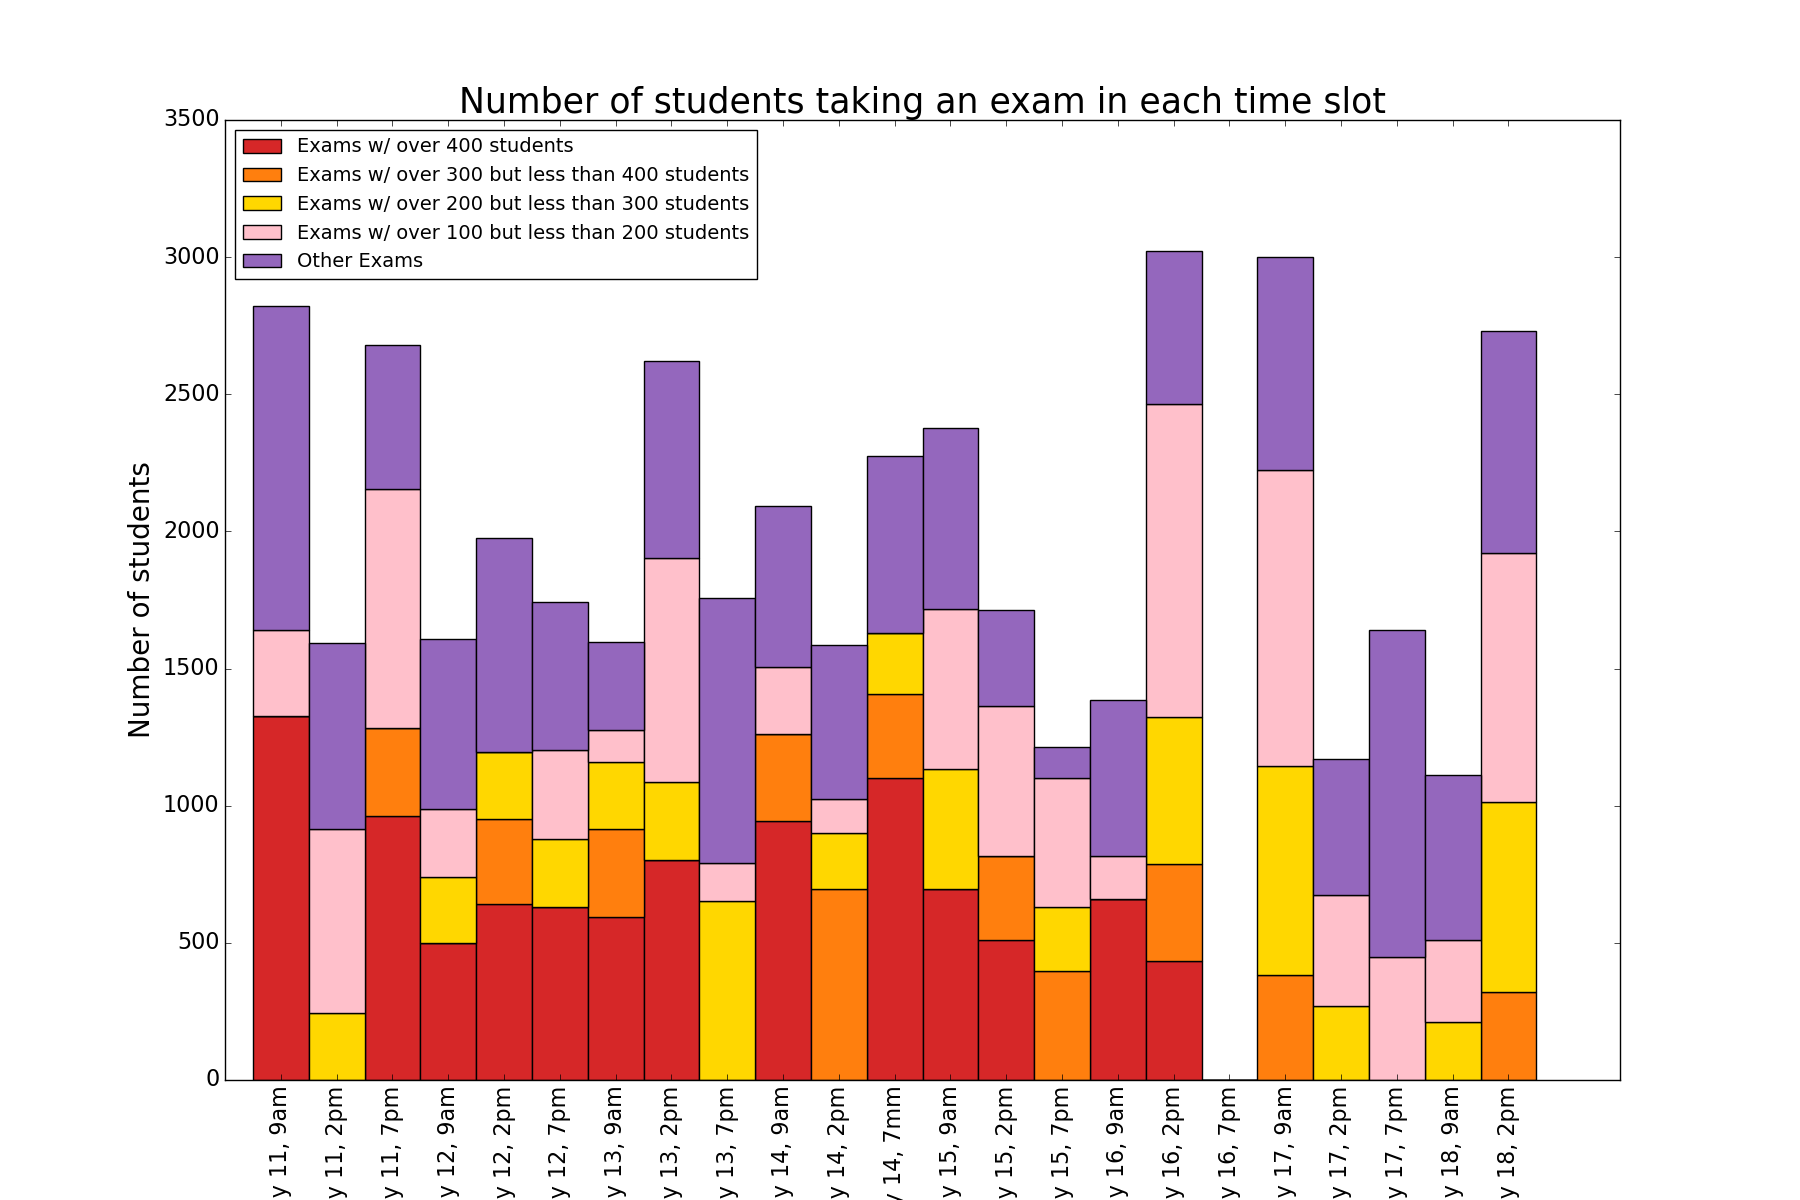 Number of students taking an exam in each time slot
Exams w/ over 400 students
Exams w/ over 300 but less than 400 students
Exams w/ over 200 but less than 300 students
Exams w/ over 100 but less than 200 students
Other Exams
Number of students
3500
3000
2500
2000
1500
1000
500
0
y 11, 9am
y 11, 2pm
y 11, 7pm
y 12, 9am
y 12, 2pm
y 12, 7pm
y 13, 9am
y 13, 2pm
y 13, 7pm
y 14, 9am
y 14, 2pm
y 14, 7mm
y 15, 9am
y 15, 2pm
y 15, 7pm
y 16, 9am
y 16, 2pm
y 16, 7pm
y 17, 9am
y 17, 2pm
y 17, 7pm
y 18, 9am
y 18, 2pm